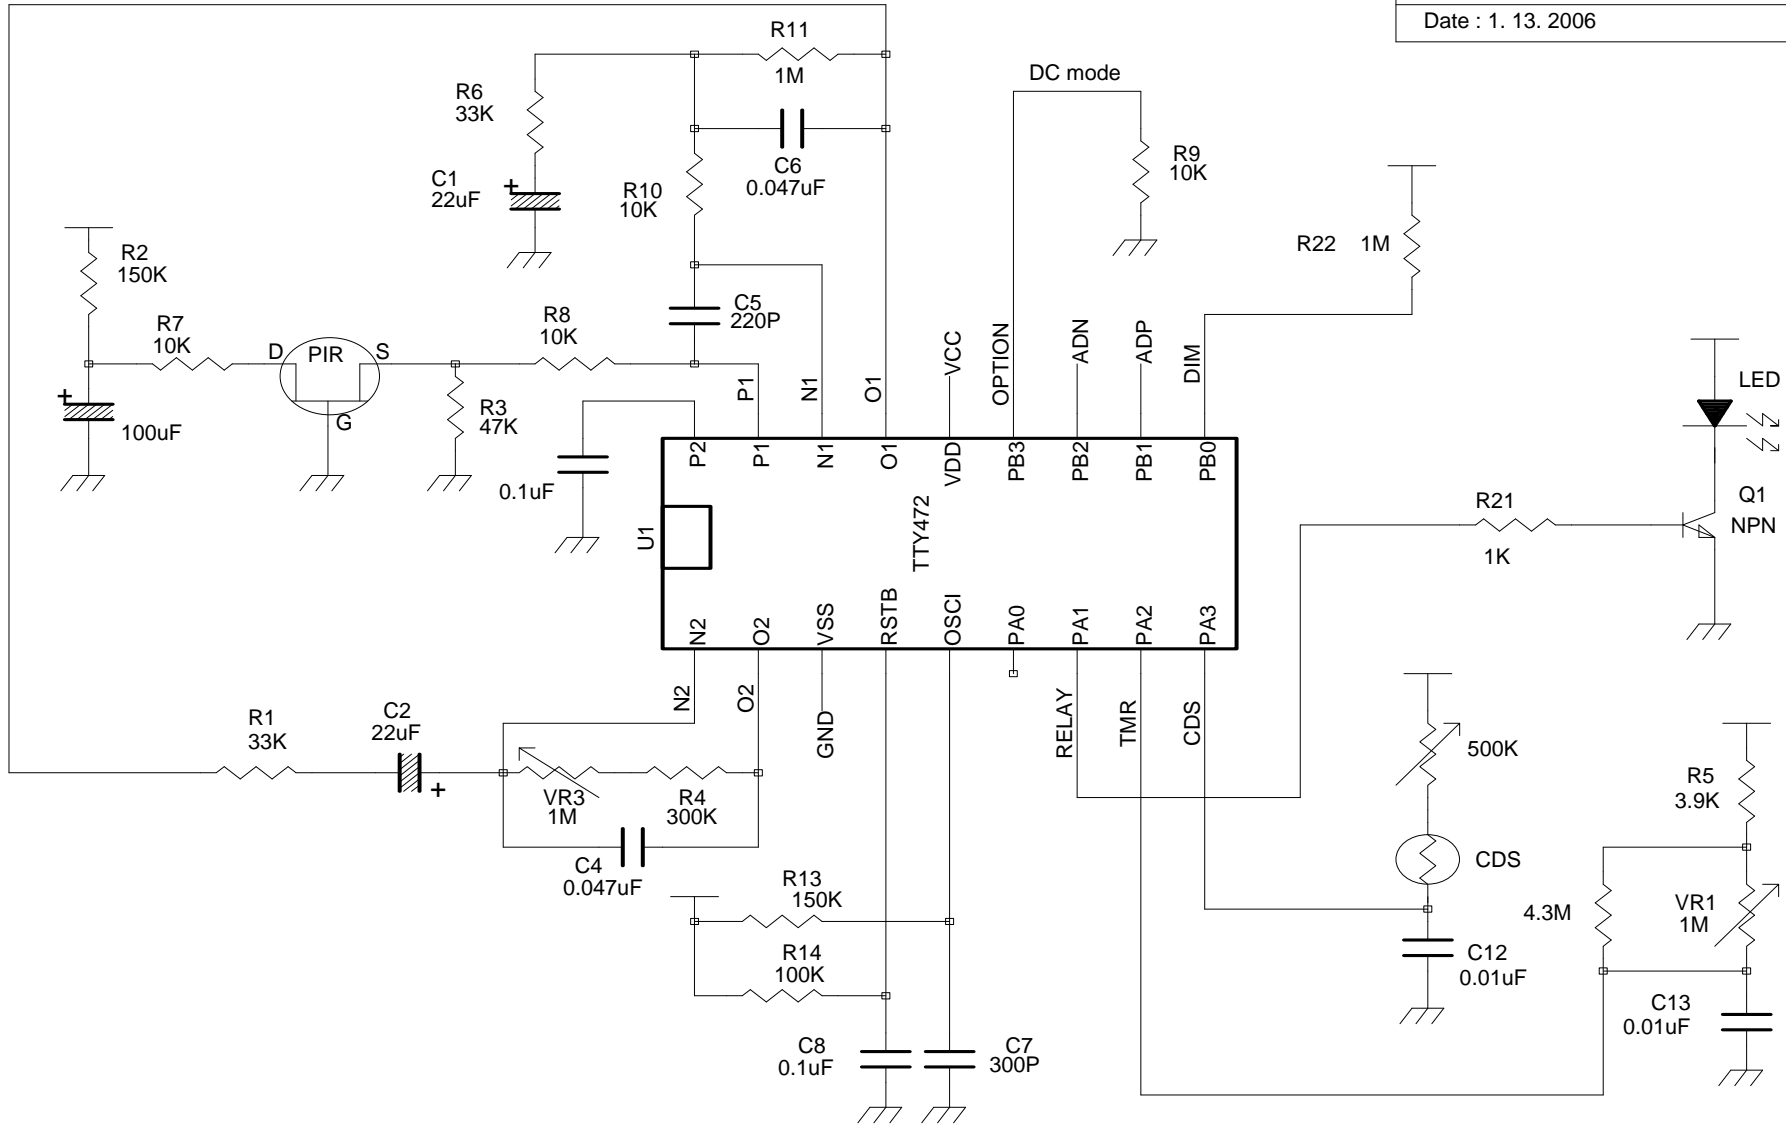 Date : 1. 13. 2006
R11
1M
DC mode
R6
33K
C6
0.047uF
R9
10K
C1
22uF
+
R10
10K
R22 1M
R2
150K
C5
220P
R7
10K
R8
10K
D
PIR
S
G
+
100uF
R3
47K
P1
N1
O1
VCC
OPTION
ADN
ADP
DIM
LED
0.1uF
P2
P1
N1
O1
VDD
PB3
PB2
PB1
PB0
U1
TTY472
R21
1K
Q1
NPN
N2
O2
VSS
RSTB
OSCI
PA0
PA1
PA2
PA3
N2
O2
GND
RELAY
TMR
CDS
R1
33K
C2
22uF
+
VR3
1M
R4
300K
C4
0.047uF
500K
CDS
R5
3.9K
4.3M
VR1
1M
R13
150K
R14
100K
C12
0.01uF
C13
0.01uF
C8
0.1uF
C7
300P